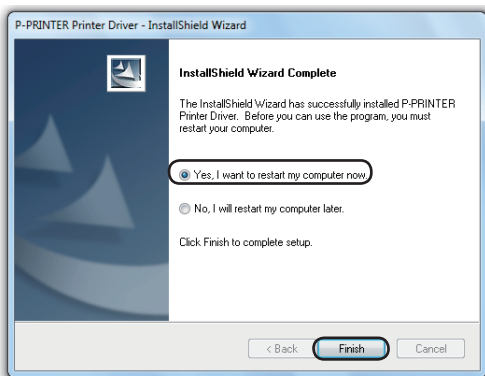 P-PRINTER Printer Driver - InstallShield Wizard
InstallShield Wizard Complete
The InstallShield Wizard has successfully installed P-PRINTER
Printer Driver.  Before you can use the program, you must
restart your computer.
Yes, I want to restart my computer now.
No, I will restart my computer later.
Click Finish to complete setup.
< Back Finish Cancel